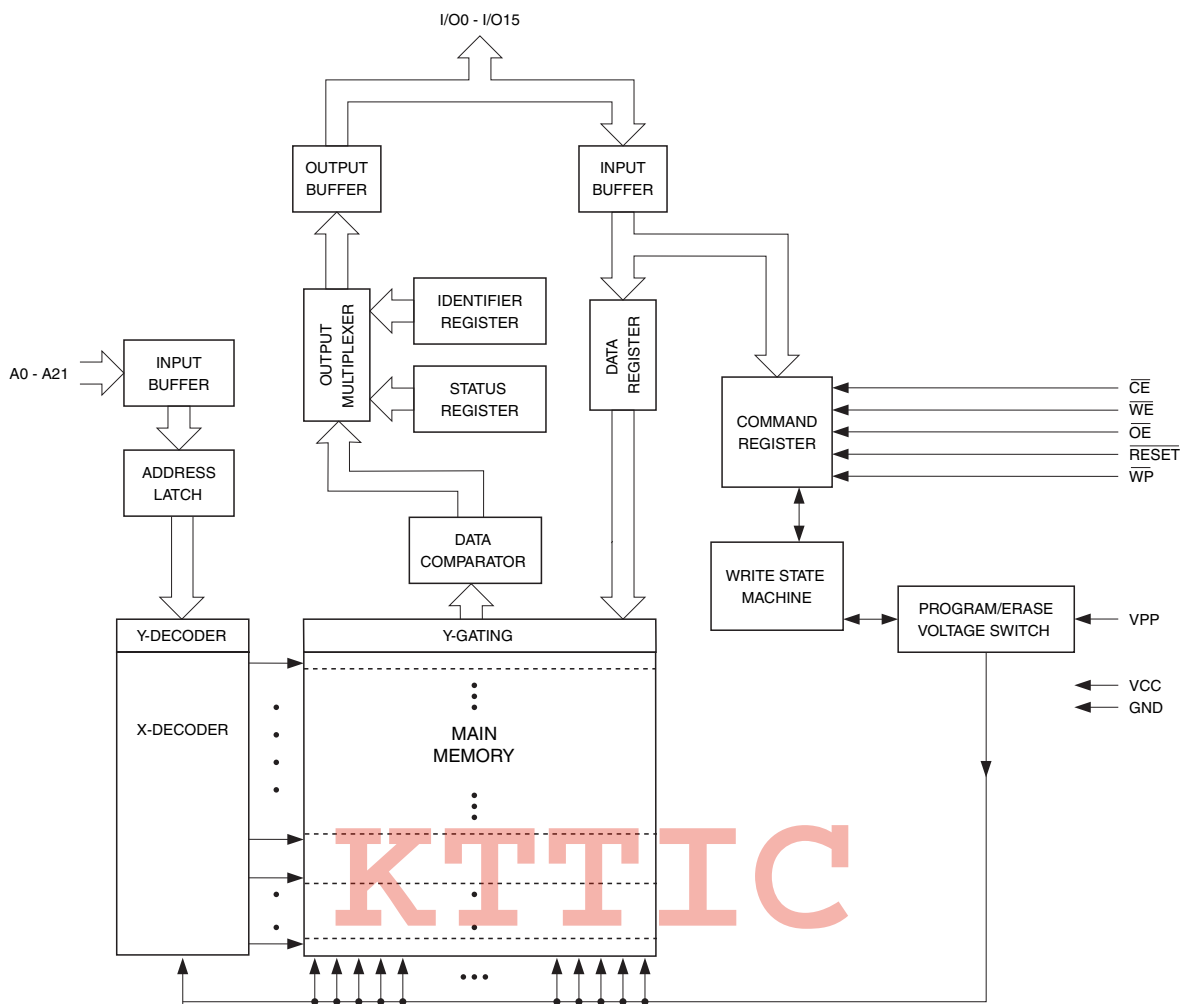 I/O0 - I/O15
OUTPUT
BUFFER
INPUT
BUFFER
IDENTIFIER
REGISTER
OUTPUT
MULTIPLEXER
DATA
REGISTER
A0 - A21
INPUT
BUFFER
STATUS
REGISTER
COMMAND
REGISTER
CE
WE
OE
RESET
WP
ADDRESS
LATCH
DATA
COMPARATOR
WRITE STATE
MACHINE
PROGRAM/ERASE
VOLTAGE SWITCH
VPP
VCC
GND
Y-DECODER
Y-GATING
X-DECODER
MAIN
MEMORY
KTTIC